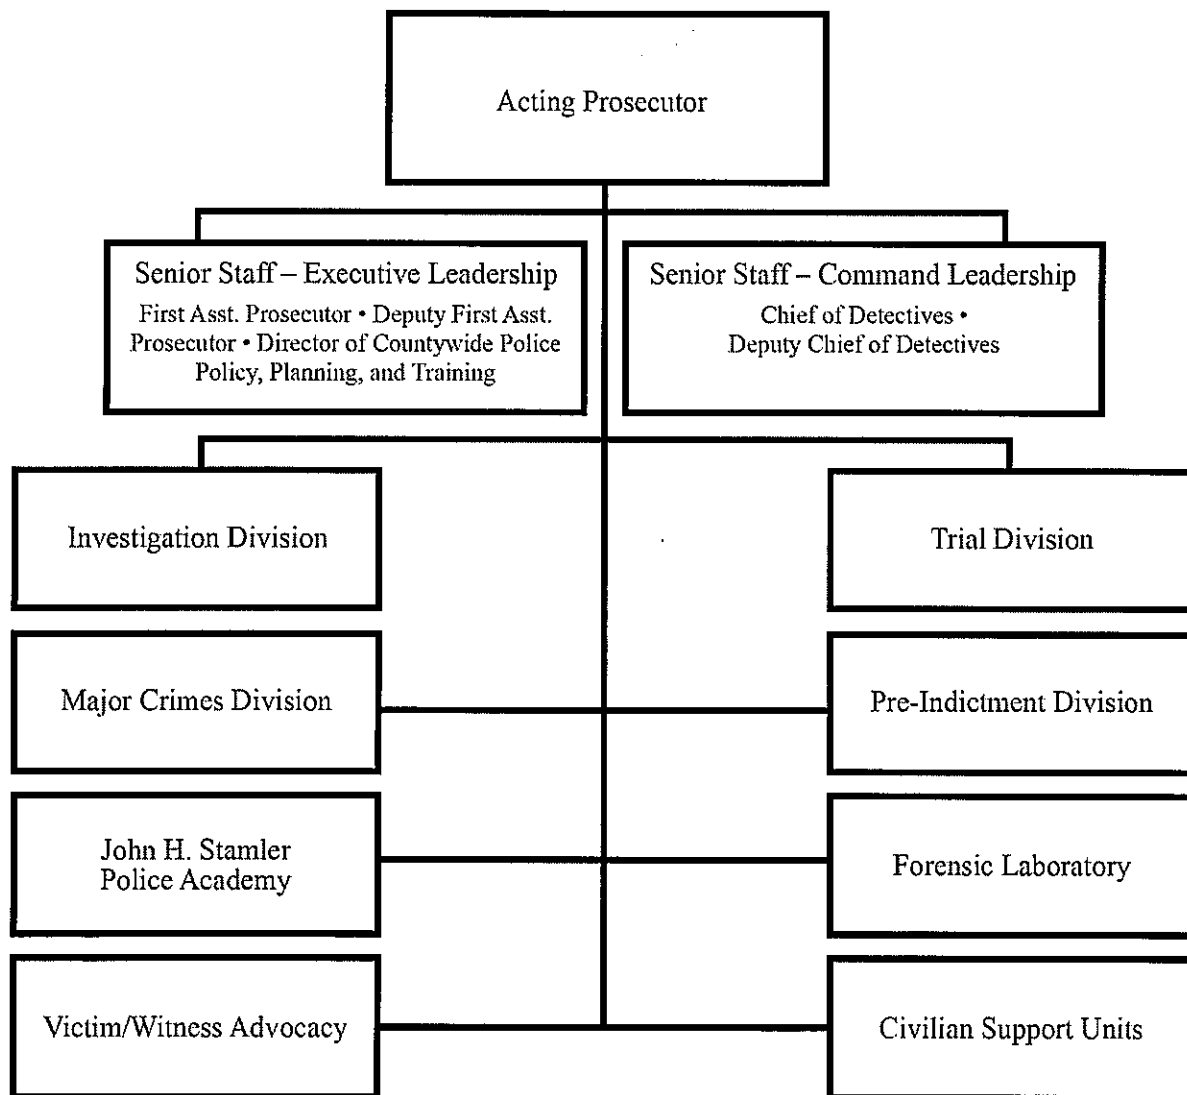 Acting Prosecutor
Senior Staff – Executive Leadership
First Asst. Prosecutor • Deputy First Asst.
Prosecutor • Director of Countywide Police
Policy, Planning, and Training
Senior Staff – Command Leadership
Chief of Detectives •
Deputy Chief of Detectives
Investigation Division
Trial Division
Major Crimes Division
Pre-Indictment Division
John H. Stamler
Police Academy
Forensic Laboratory
Victim/Witness Advocacy
Civilian Support Units